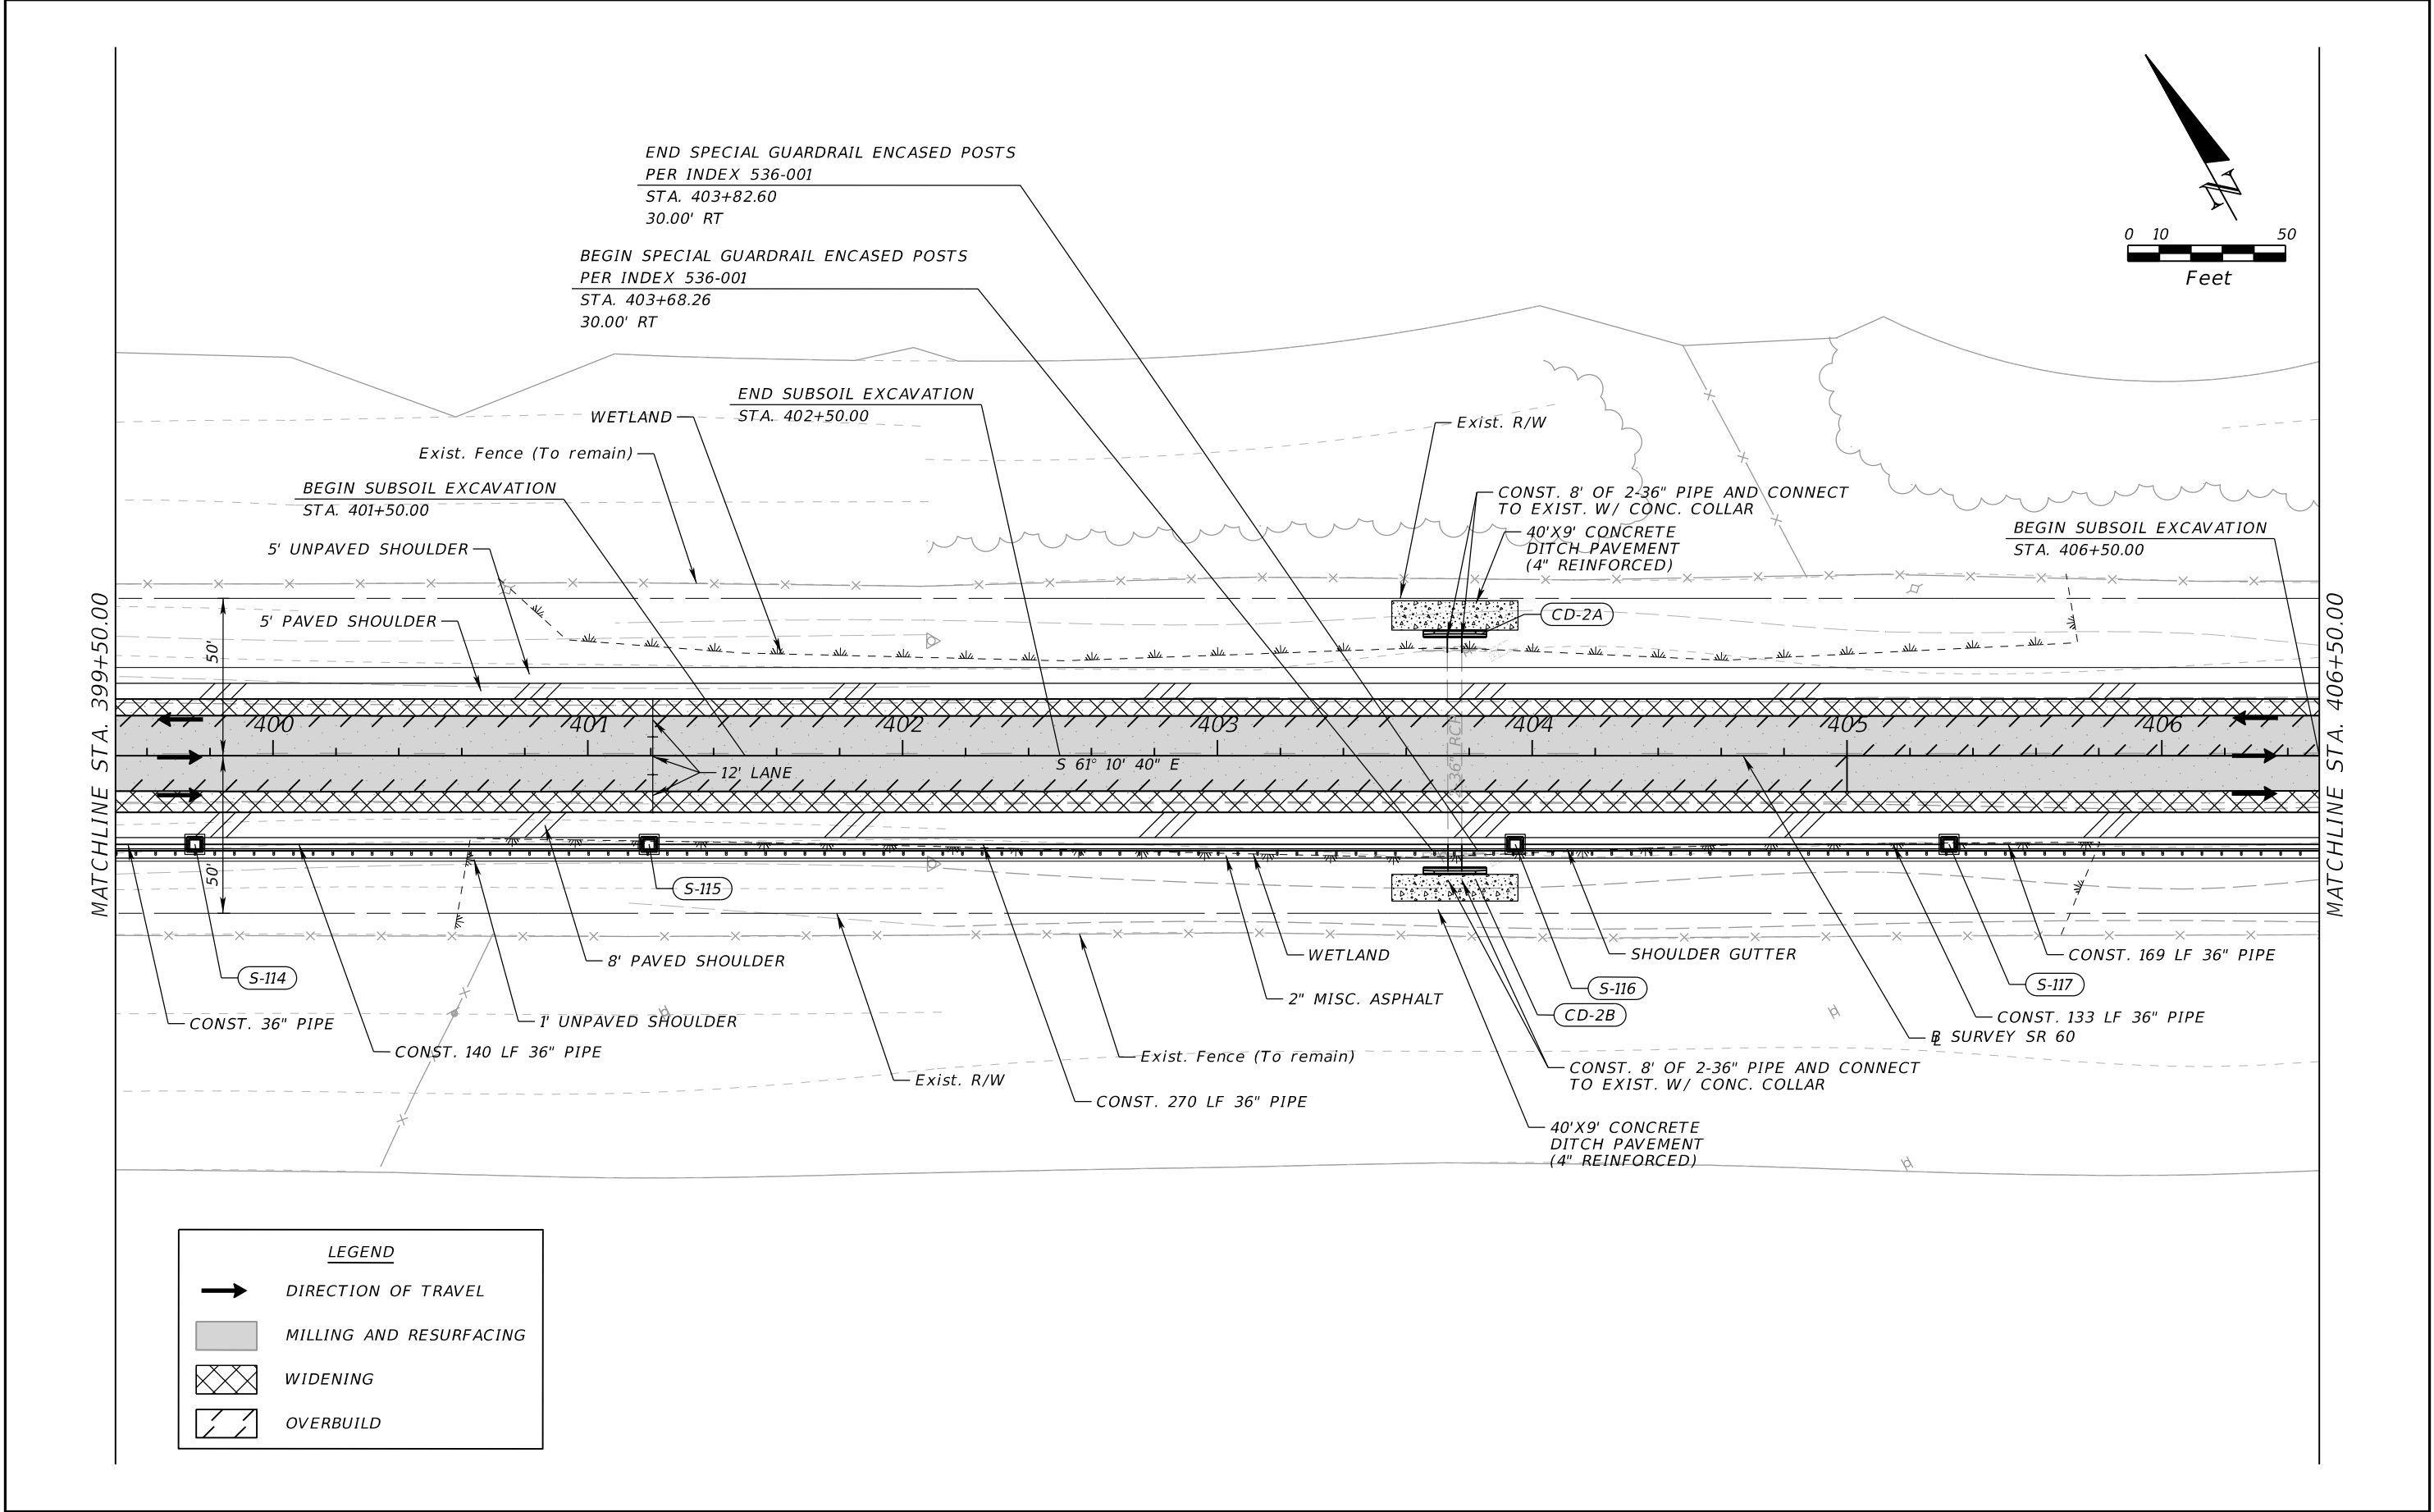 END SPECIAL GUARDRAIL ENCASED POSTS
PER INDEX 536-001
STA. 403+82.60
30.00' RT
0 10 50
Feet
N
BEGIN SPECIAL GUARDRAIL ENCASED POSTS
PER INDEX 536-001
STA. 403+68.26
30.00' RT
END SUBSOIL EXCAVATION
STA. 402+50.00
WETLAND
Exist. R/W
Exist. Fence (To remain)
BEGIN SUBSOIL EXCAVATION
STA. 401+50.00
CONST. 8' OF 2-36" PIPE AND CONNECT
TO EXIST. W/ CONC. COLLAR
40'X9' CONCRETE
DITCH PAVEMENT
(4" REINFORCED)
BEGIN SUBSOIL EXCAVATION
STA. 406+50.00
5' UNPAVED SHOULDER
5' PAVED SHOULDER
CD-2A
50'
MATCHLINE STA. 399+50.00
MATCHLINE STA. 406+50.00
400 401 402 403 404 405 406
12' LANE
S 61° 10' 40" E
50'
S-115
S-114
8' PAVED SHOULDER
WETLAND
SHOULDER GUTTER
CONST. 169 LF 36" PIPE
S-116
S-117
2" MISC. ASPHALT
CD-2B
CONST. 36" PIPE
1' UNPAVED SHOULDER
CONST. 133 LF 36" PIPE
BL SURVEY SR 60
CONST. 140 LF 36" PIPE
Exist. Fence (To remain)
CONST. 8' OF 2-36" PIPE AND CONNECT
TO EXIST. W/ CONC. COLLAR
Exist. R/W
CONST. 270 LF 36" PIPE
40'X9' CONCRETE
DITCH PAVEMENT
(4" REINFORCED)
LEGEND
DIRECTION OF TRAVEL
MILLING AND RESURFACING
WIDENING
OVERBUILD